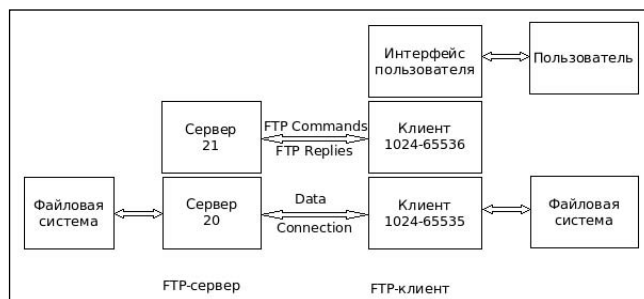 Интерфейс
пользователя
Пользователь
Сервер
21
FTP Commands
FTP Replies
Клиент
1024-65536
Файловая
система
Сервер
20
Data
Connection
Клиент
1024-65535
Файловая
система
FTP-сервер
FTP-клиент